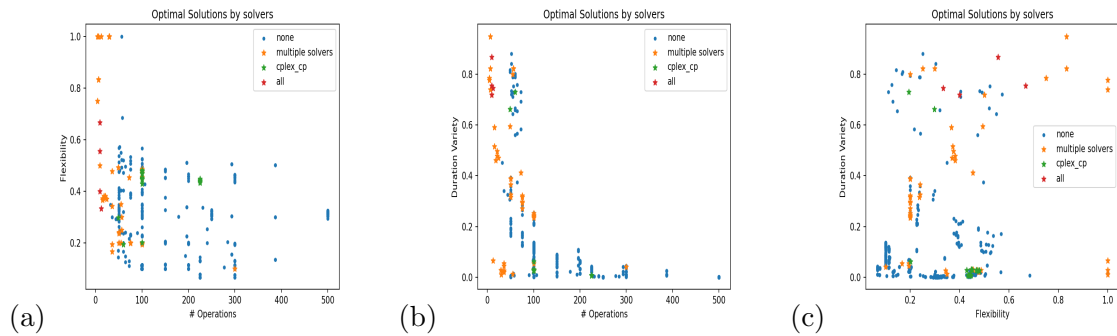 Optimal Solutions by solvers
none
multiple solvers
cplex_cp
all
Flexibility
1.0
0.8
0.6
0.4
0.2
0
100
200
300
400
500
# Operations
(a)
Optimal Solutions by solvers
none
multiple solvers
cplex_cp
all
Duration Variety
0.8
0.6
0.4
0.2
0.0
0
100
200
300
400
500
# Operations
(b)
Optimal Solutions by solvers
none
multiple solvers
cplex_cp
all
Duration Variety
0.8
0.6
0.4
0.2
0.0
0.2
0.4
0.6
0.8
1.0
Flexibility
(c)